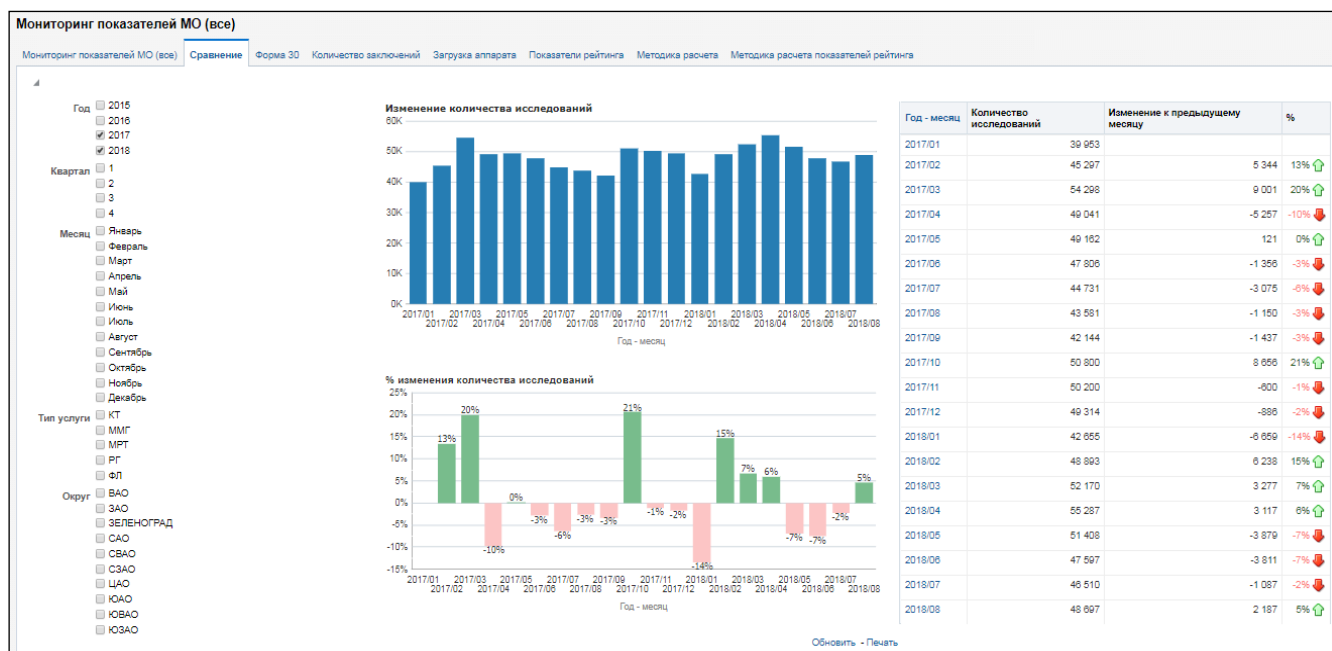 Мониторинг показателей МО (все)
Мониторинг показателей МО (все) Сравнение Форма 30 Количество заключений Загрузка аппарата Показатели рейтинга Методика расчета Методика расчета показателей рейтинга
Год
2015
2016
2017
2018
Квартал
1
2
3
4
Месяц
Январь
Февраль
Март
Апрель
Май
Июнь
Июль
Август
Сентябрь
Октябрь
Ноябрь
Декабрь
Тип услуги
КТ
ММГ
МРТ
РГ
ФЛ
Округ
ВАО
ЗАО
ЗЕЛЕНОГРАД
САО
СВАО
СЗАО
ЦАО
ЮАО
ЮВАО
ЮЗАО
Изменение количества исследований
60K
50K
40K
30K
20K
10K
0K
2017/01 2017/03 2017/05 2017/07 2017/09 2017/11 2018/01 2018/03 2018/05 2018/07
2017/02 2017/04 2017/06 2017/08 2017/10 2017/12 2018/02 2018/04 2018/06 2018/08
Год - месяц
% изменения количества исследований
25%
20%
15%
10%
5%
0%
-5%
-10%
-15%
13% 20% -10% 0% -3% -6% -3% -3% 21% -1% -2% -14% 15% 7% 6% -7% -7% -2% 5%
2017/01 2017/03 2017/05 2017/07 2017/09 2017/11 2018/01 2018/03 2018/05 2018/07
2017/02 2017/04 2017/06 2017/08 2017/10 2017/12 2018/02 2018/04 2018/06 2018/08
Год - месяц
Год - месяц Количество исследований Изменение к предыдущему месяцу %
2017/01 39 953
2017/02 45 297 5 344 13%
2017/03 54 298 9 001 20%
2017/04 49 041 -5 257 -10%
2017/05 49 162 121 0%
2017/06 47 806 -1 356 -3%
2017/07 44 731 -3 075 -6%
2017/08 43 581 -1 150 -3%
2017/09 42 144 -1 437 -3%
2017/10 50 800 8 656 21%
2017/11 50 200 -600 -1%
2017/12 49 314 -886 -2%
2018/01 42 655 -6 659 -14%
2018/02 48 893 6 238 15%
2018/03 52 170 3 277 7%
2018/04 55 287 3 117 6%
2018/05 51 408 -3 879 -7%
2018/06 47 597 -3 811 -7%
2018/07 46 510 -1 087 -2%
2018/08 48 697 2 187 5%
Обновить - Печать